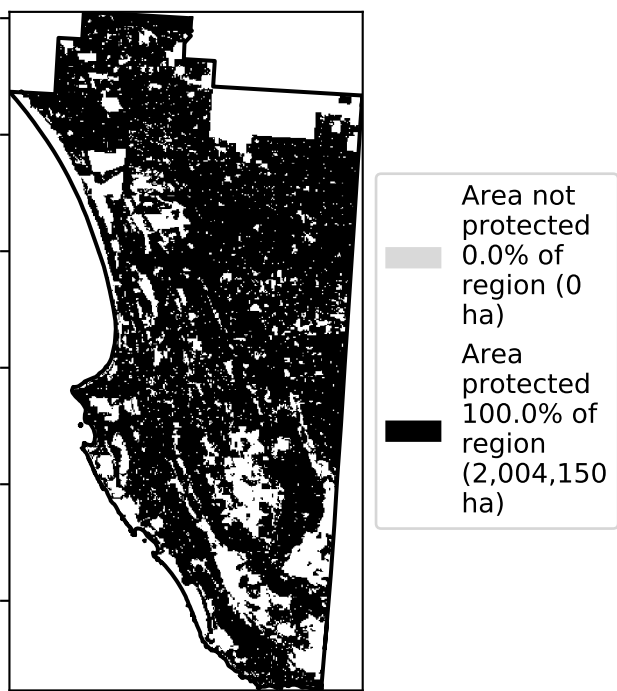 Area not
protected
0.0% of
region (0
ha)
Area
protected
100.0% of
region
(2,004,150
ha)